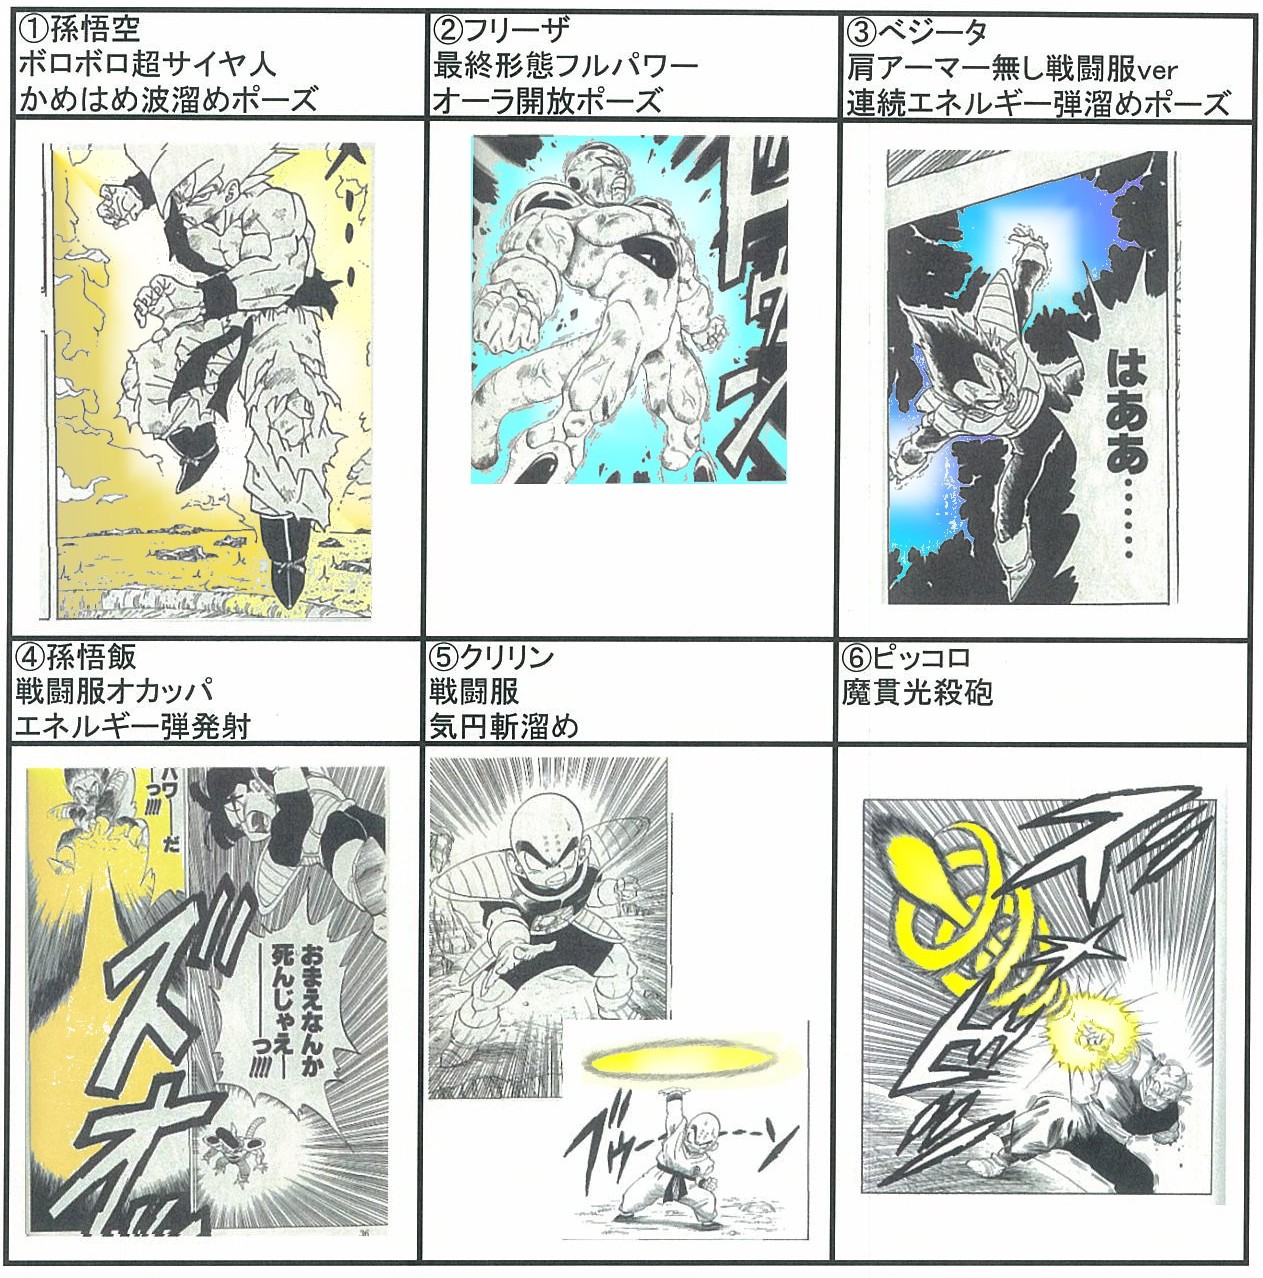 ①孫悟空
ボロボロ超サイヤ人
かめはめ波溜めポーズ
②フリーザ
最終形態フルパワー
オーラ開放ポーズ
③ベジータ
肩アーマー無し戦闘服ver
連続エネルギー弾溜めポーズ
はああ……
④孫悟飯
戦闘服オカッパ
エネルギー弾発射
だ
おまえなんか
死んじゃえ
――っ!!!!
ズオ
36
⑤クリリン
戦闘服
気円斬溜め
ブゥー---ン
⑥ピッコロ
魔貫光殺砲
ズビ